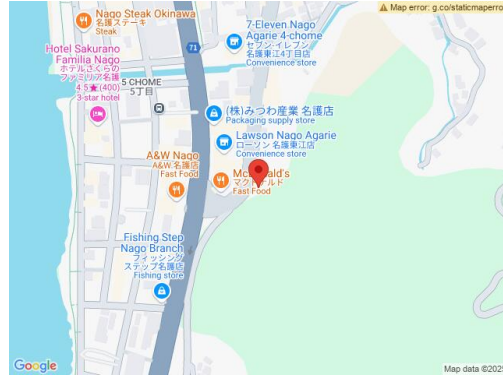 Map error: g.co/staticmaperro
Nago Steak Okinawa
名護ステーキ
Steak
7-Eleven Nago
Agarie 4-chome
セブン-イレブン
名護東江4丁目店
Convenience store
71
Hotel Sakurano
Familia Nago
ホテルさくらの
ファミリア名護
4.5★(400)
3-star hotel
5 CHOME
5丁目
(株)みつわ産業 名護店
Packaging supply store
Lawson Nago Agarie
ローソン 名護東江店
Convenience store
A&W Nago
A&W 名護店
Fast Food
McDonald's
マクドナルド
Fast Food
Fishing Step
Nago Branch
フィッシング
ステップ名護店
Fishing store
Google
Map data ©2025